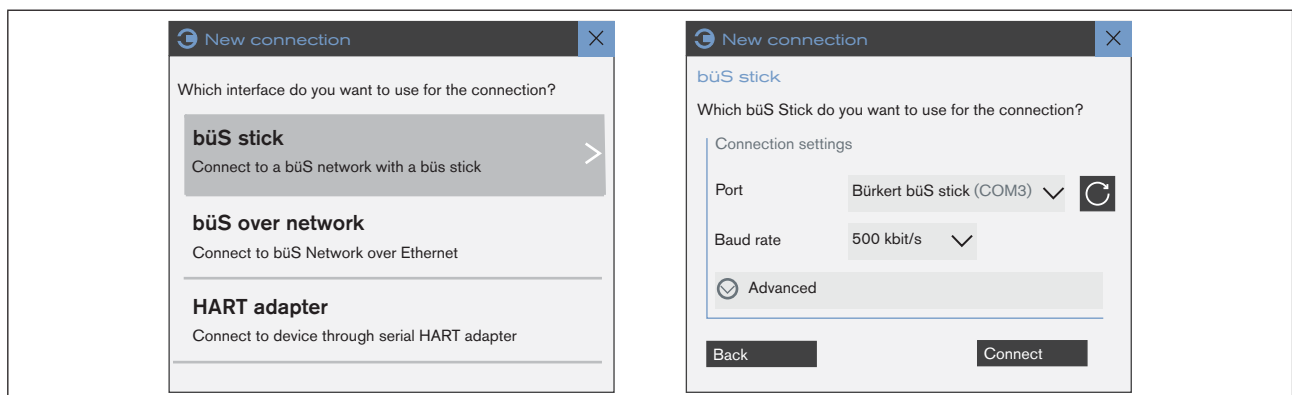 New connection
Which interface do you want to use for the connection?
büS stick
Connect to a büS network with a büs stick
büS over network
Connect to büS Network over Ethernet
HART adapter
Connect to device through serial HART adapter
New connection
büS stick
Which büS Stick do you want to use for the connection?
Connection settings
Port Bürkert büS stick (COM3)
Baud rate 500 kbit/s
Advanced
Back Connect